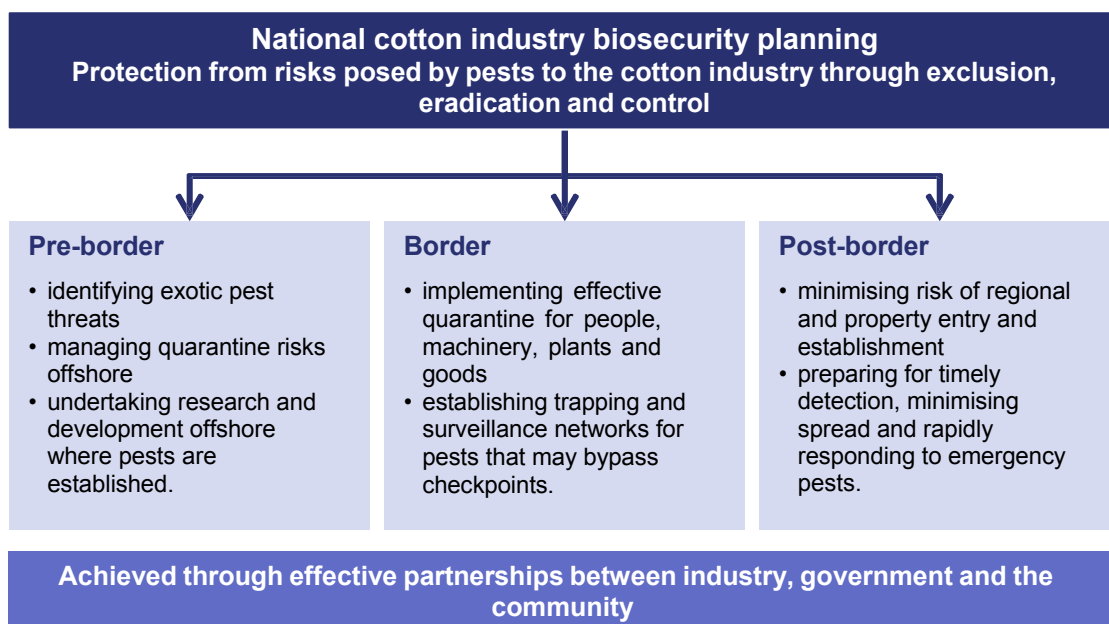 National cotton industry biosecurity planning
Protection from risks posed by pests to the cotton industry through exclusion,
eradication and control
Pre-border
• identifying exotic pest
threats
• managing quarantine risks
offshore
• undertaking research and
development offshore
where pests are
established.
Border
• implementing effective
quarantine for people,
machinery, plants and
goods
• establishing trapping and
surveillance networks for
pests that may bypass
checkpoints.
Post-border
• minimising risk of regional
and property entry and
establishment
• preparing for timely
detection, minimising
spread and rapidly
responding to emergency
pests.
Achieved through effective partnerships between industry, government and the
community